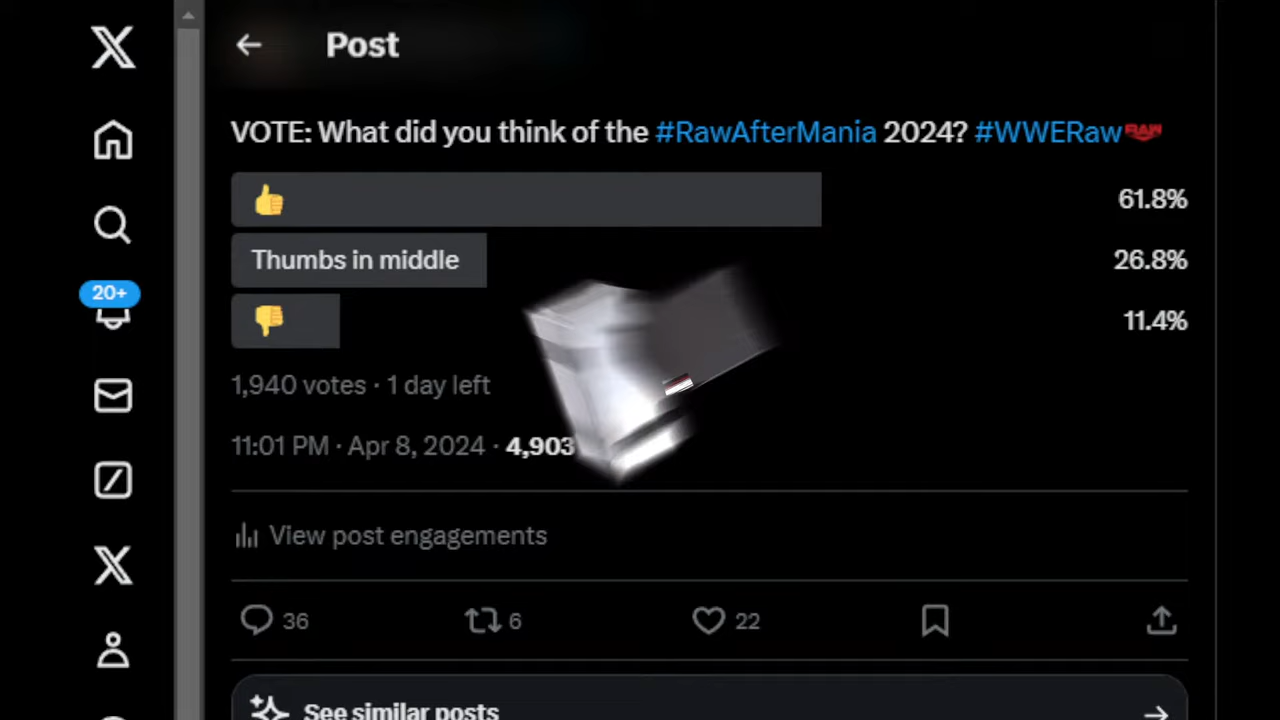 Post
VOTE: What did you think of the #RawAfterMania 2024? #WWERaw RAW
👍 61.8%
Thumbs in middle 26.8%
👎 11.4%
20+
1,940 votes · 1 day left
11:01 PM · Apr 8, 2024 · 4,903
View post engagements
36 6 22
See similar posts